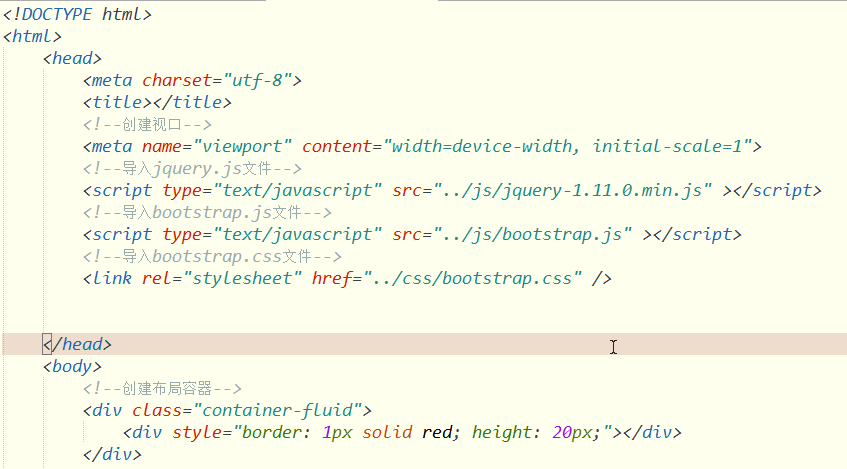 <!DOCTYPE html>
<html>
<head>
<meta charset="utf-8">
<title></title>
<!--创建视口-->
<meta name="viewport" content="width=device-width, initial-scale=1">
<!--导入jquery.js文件-->
<script type="text/javascript" src="../js/jquery-1.11.0.min.js" ></script>
<!--导入bootstrap.js文件-->
<script type="text/javascript" src="../js/bootstrap.js" ></script>
<!--导入bootstrap.css文件-->
<link rel="stylesheet" href="../css/bootstrap.css" />
</head>
<body>
<!--创建布局容器-->
<div class="container-fluid">
<div style="border: 1px solid red; height: 20px;"></div>
</div>